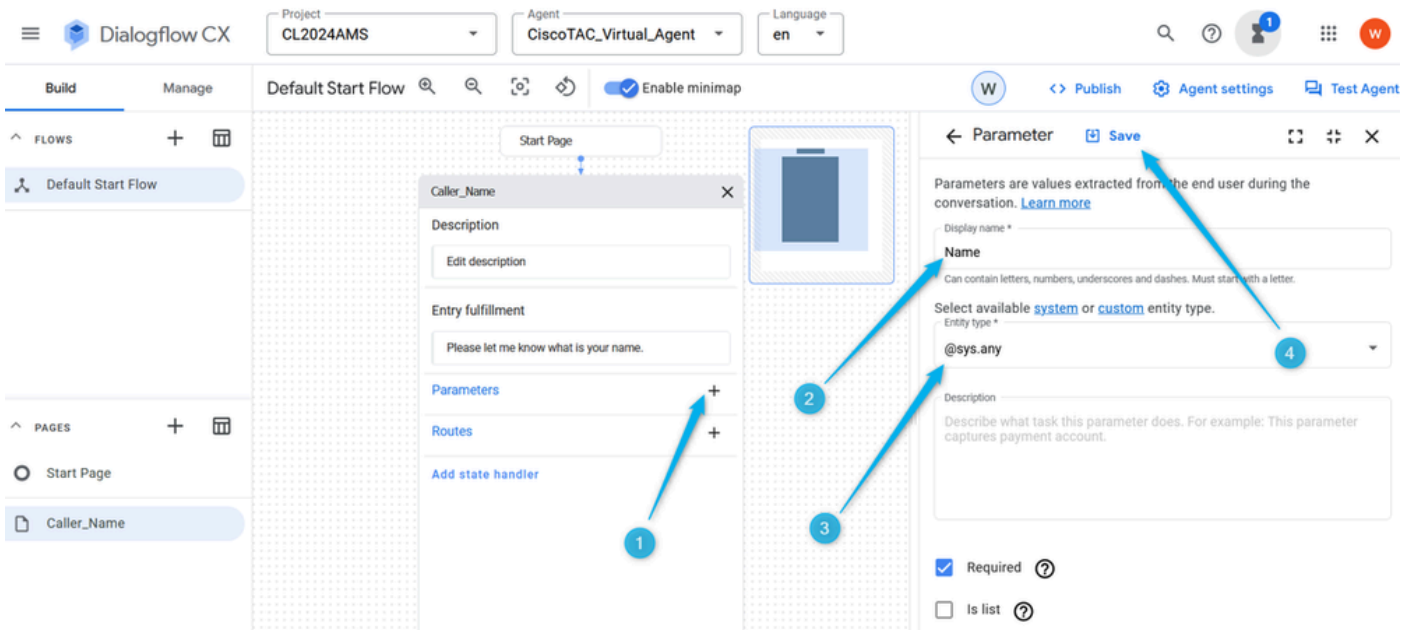 Dialogflow CX
Project
CL2024AMS
Agent
CiscoTAC_Virtual_Agent
Language
en
1
W
Build
Manage
Default Start Flow
Enable minimap
W
<> Publish
Agent settings
Test Agent
FLOWS
Default Start Flow
PAGES
Start Page
Caller_Name
Start Page
Caller_Name
Description
Edit description
Entry fulfillment
Please let me know what is your name.
Parameters
Routes
Add state handler
1
Parameter
Save
Parameters are values extracted from the end user during the
conversation. Learn more
Display name *
Name
Can contain letters, numbers, underscores and dashes. Must start with a letter.
Select available system or custom entity type.
Entity type *
@sys.any
4
2
Description
Describe what task this parameter does. For example: This parameter
captures payment account.
3
Required
Is list